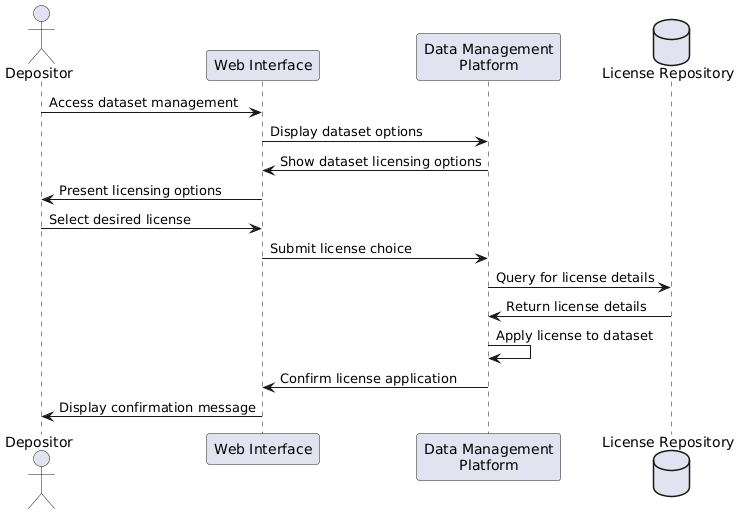 Depositor
Web Interface
Data Management
Platform
License Repository
Access dataset management
Display dataset options
Show dataset licensing options
Present licensing options
Select desired license
Submit license choice
Query for license details
Return license details
Apply license to dataset
Confirm license application
Display confirmation message
Depositor
Web Interface
Data Management
Platform
License Repository